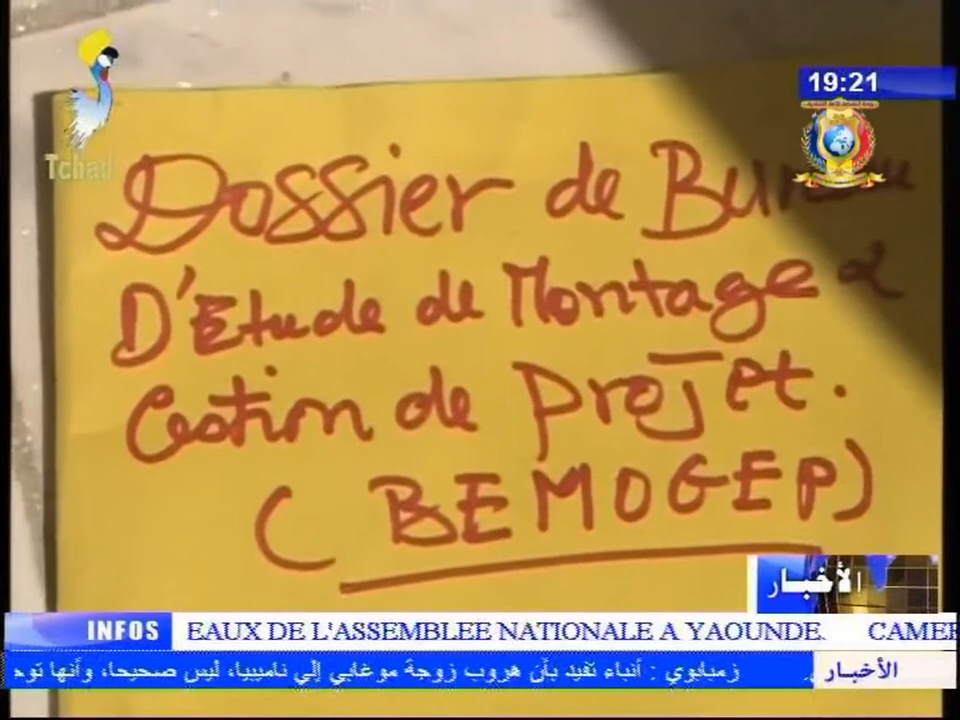 19:21
Tchad
Dossier de Bureau
D'Etude de Montage &
Gestion de projet.
(BEMOGEP)
الأخبار
INFOS EAUX DE L'ASSEMBLEE NATIONALE A YAOUNDE. CAMER
الأخبار زمبابوي : أنباء تفيد بأن هروب زوجة موغابي إلي ناميبيا، ليس صحيحا، وأنها توجـ